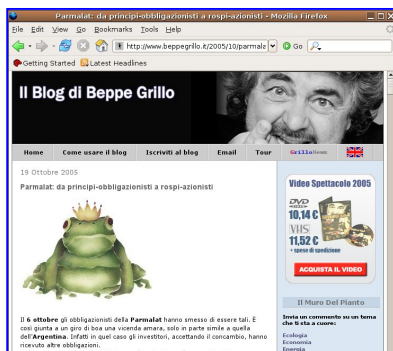 Parmalat: da principi-obbligazionisti a rospi-azionisti - Mozilla Firefox
File Edit View Go Bookmarks Tools Help
http://www.beppegrillo.it/2005/10/parmala Go
Getting Started Latest Headlines
Il Blog di Beppe Grillo
Home Come usare il blog Iscriviti al blog Email Tour GrilloNews
19 Ottobre 2005
Parmalat: da principi-obbligazionisti a rospi-azionisti
Il 6 ottobre gli obbligazionisti della Parmalat hanno smesso di essere tali. È
così giunta a un giro di boa una vicenda amara, solo in parte simile a quella
dell'Argentina. Infatti in quel caso gli investitori, accettando il concambio, hanno
ricevuto altre obbligazioni.
Video Spettacolo 2005
DVD
10,14 €
VHS
11,52 €
+ spese di spedizione
ACQUISTA IL VIDEO
Il Muro Del Pianto
Invia un commento su un tema
che ti sta a cuore:
Ecologia
Economia
Energia